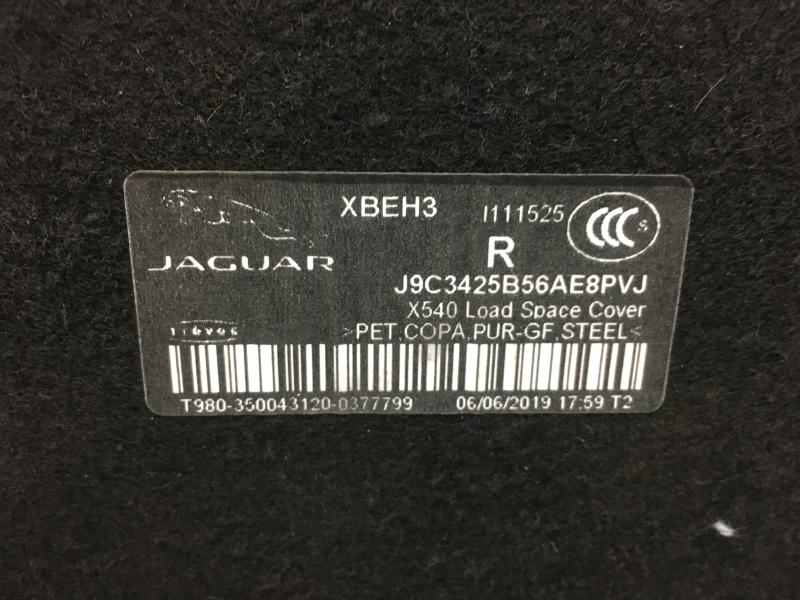 XBEH3
I111525
CCC S
R
JAGUAR
J9C3425B56AE8PVJ
X540 Load Space Cover
>PET,COPA,PUR-GF,STEEL<
T980-350043120-0377799
06/06/2019 17:59 T2